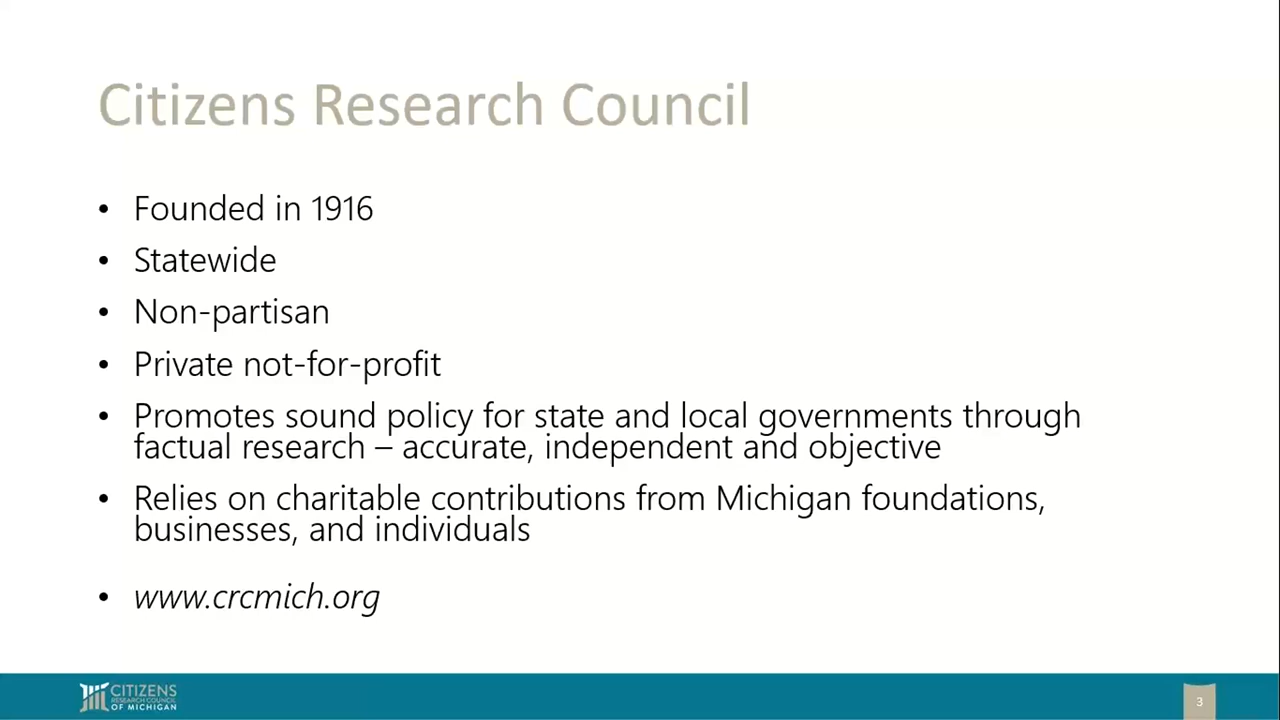 Citizens Research Council
• Founded in 1916
• Statewide
• Non-partisan
• Private not-for-profit
• Promotes sound policy for state and local governments through
factual research – accurate, independent and objective
• Relies on charitable contributions from Michigan foundations,
businesses, and individuals
• www.crcmich.org
CITIZENS
RESEARCH COUNCIL
OF MICHIGAN
3